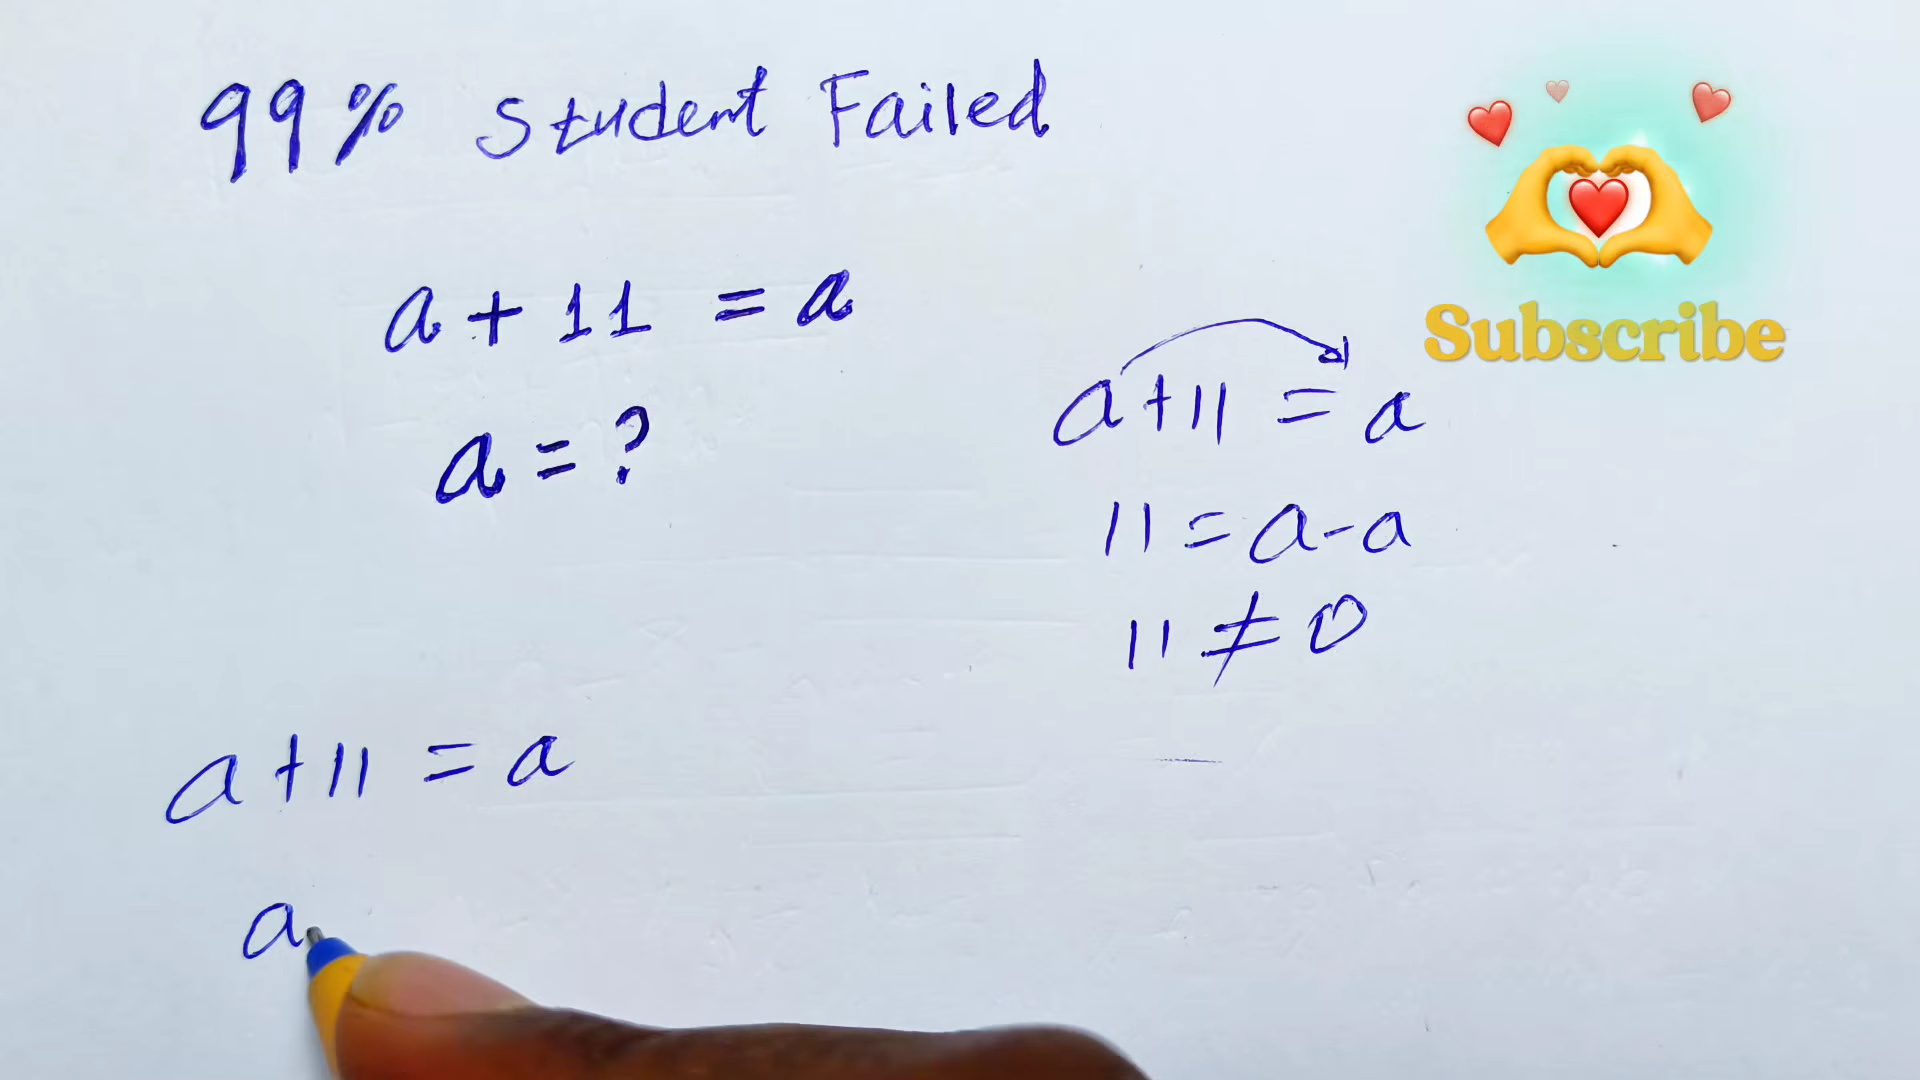 99% Student Failed
a + 11 = a
a = ?
a + 11 = a
11 = a - a
11 ≠ 0
a + 11 = a
a
Subscribe